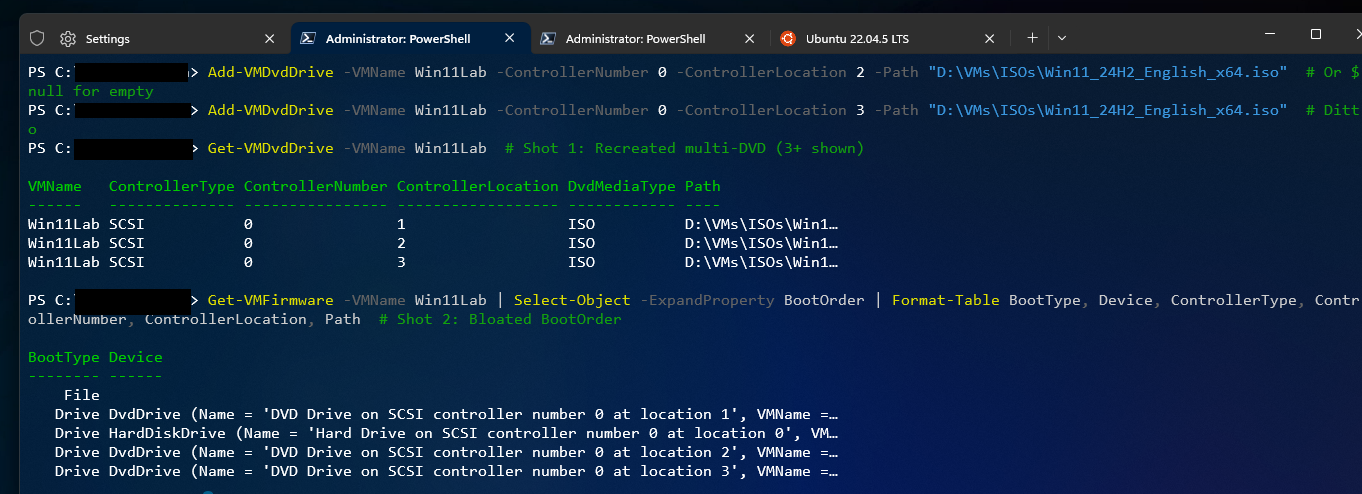 Settings Administrator: PowerShell Administrator: PowerShell Ubuntu 22.04.5 LTS
PS C: > Add-VMDvdDrive -VMName Win11Lab -ControllerNumber 0 -ControllerLocation 2 -Path "D:\VMs\ISOs\Win11_24H2_English_x64.iso"  # Or $
null for empty
PS C: > Add-VMDvdDrive -VMName Win11Lab -ControllerNumber 0 -ControllerLocation 3 -Path "D:\VMs\ISOs\Win11_24H2_English_x64.iso"  # Ditt
o
PS C: > Get-VMDvdDrive -VMName Win11Lab  # Shot 1: Recreated multi-DVD (3+ shown)
VMName   ControllerType ControllerNumber ControllerLocation DvdMediaType Path
------   -------------- ---------------- ------------------ ------------ ----
Win11Lab SCSI           0                1                  ISO          D:\VMs\ISOs\Win1…
Win11Lab SCSI           0                2                  ISO          D:\VMs\ISOs\Win1…
Win11Lab SCSI           0                3                  ISO          D:\VMs\ISOs\Win1…
PS C: > Get-VMFirmware -VMName Win11Lab | Select-Object -ExpandProperty BootOrder | Format-Table BootType, Device, ControllerType, Contr
ollerNumber, ControllerLocation, Path  # Shot 2: Bloated BootOrder
BootType Device
-------- ------
    File
   Drive DvdDrive (Name = 'DVD Drive on SCSI controller number 0 at location 1', VMName =…
   Drive HardDiskDrive (Name = 'Hard Drive on SCSI controller number 0 at location 0', VM…
   Drive DvdDrive (Name = 'DVD Drive on SCSI controller number 0 at location 2', VMName =…
   Drive DvdDrive (Name = 'DVD Drive on SCSI controller number 0 at location 3', VMName =…